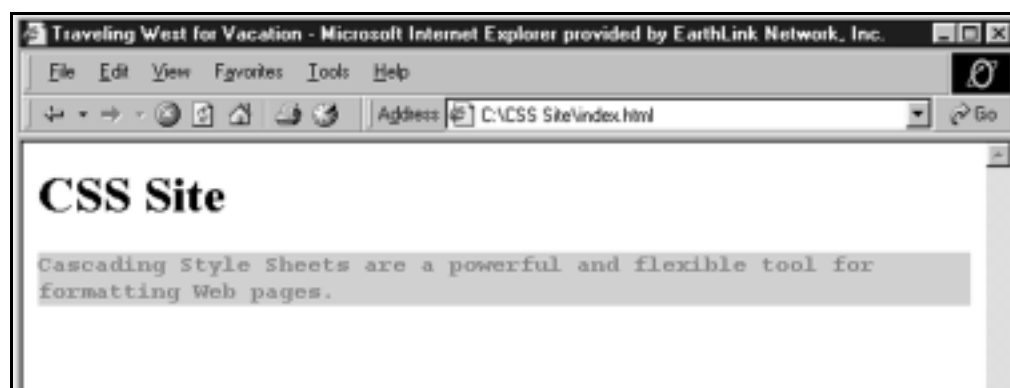 Traveling West for Vacation - Microsoft Internet Explorer provided by EarthLink Network, Inc.
File Edit View Favorites Tools Help
Address C:\CSS Site\index.html Go
CSS Site
Cascading Style Sheets are a powerful and flexible tool for
formatting Web pages.